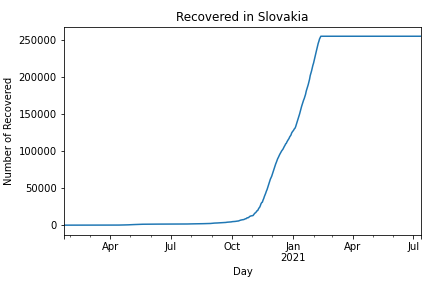 Recovered in Slovakia
Number of Recovered
250000
200000
150000
100000
50000
0
Apr
Jul
Oct
Jan
2021
Apr
Jul
Day